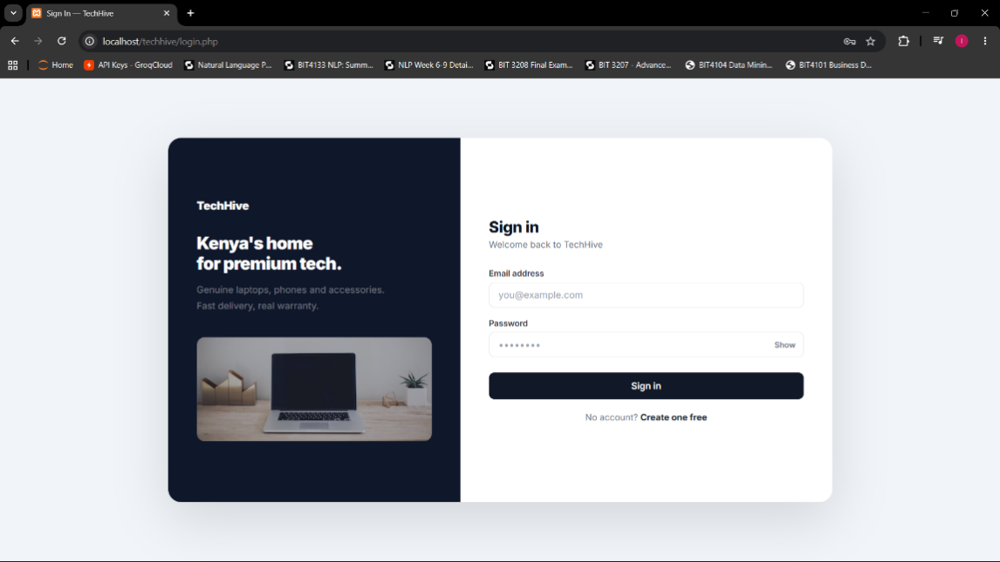 Sign In — TechHive
localhost/techhive/login.php
Home
API Keys - GroqCloud
Natural Language P...
BIT4133 NLP: Summ...
NLP Week 6-9 Detai...
BIT 3208 Final Exam...
BIT 3207 - Advance...
BIT4104 Data Minin...
BIT4101 Business D...
I
TechHive
Kenya's home
for premium tech.
Genuine laptops, phones and accessories.
Fast delivery, real warranty.
Sign in
Welcome back to TechHive
Email address
you@example.com
Password
••••••••
Show
Sign in
No account? Create one free